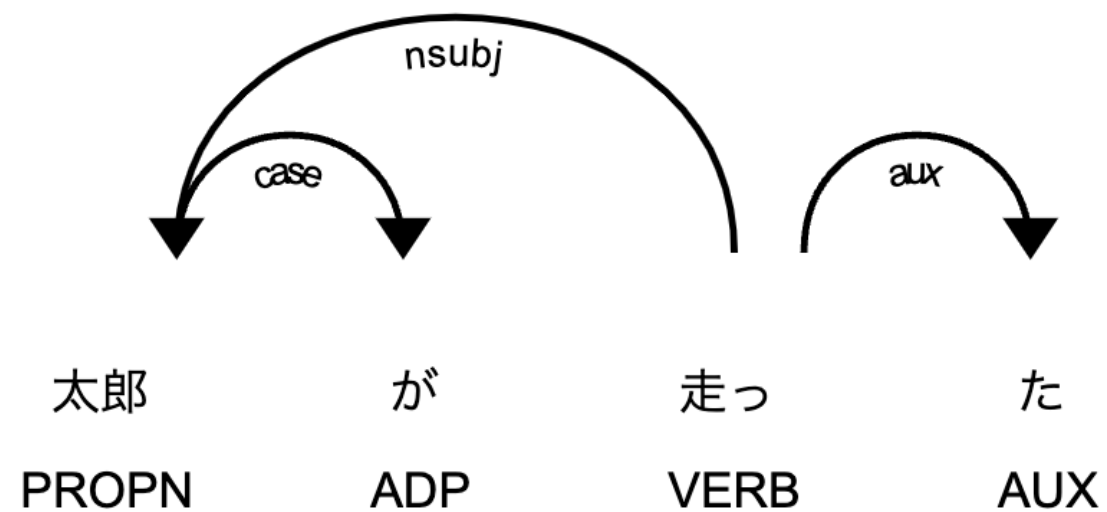 nsubj
case aux
太郎 が 走っ た
PROPN ADP VERB AUX